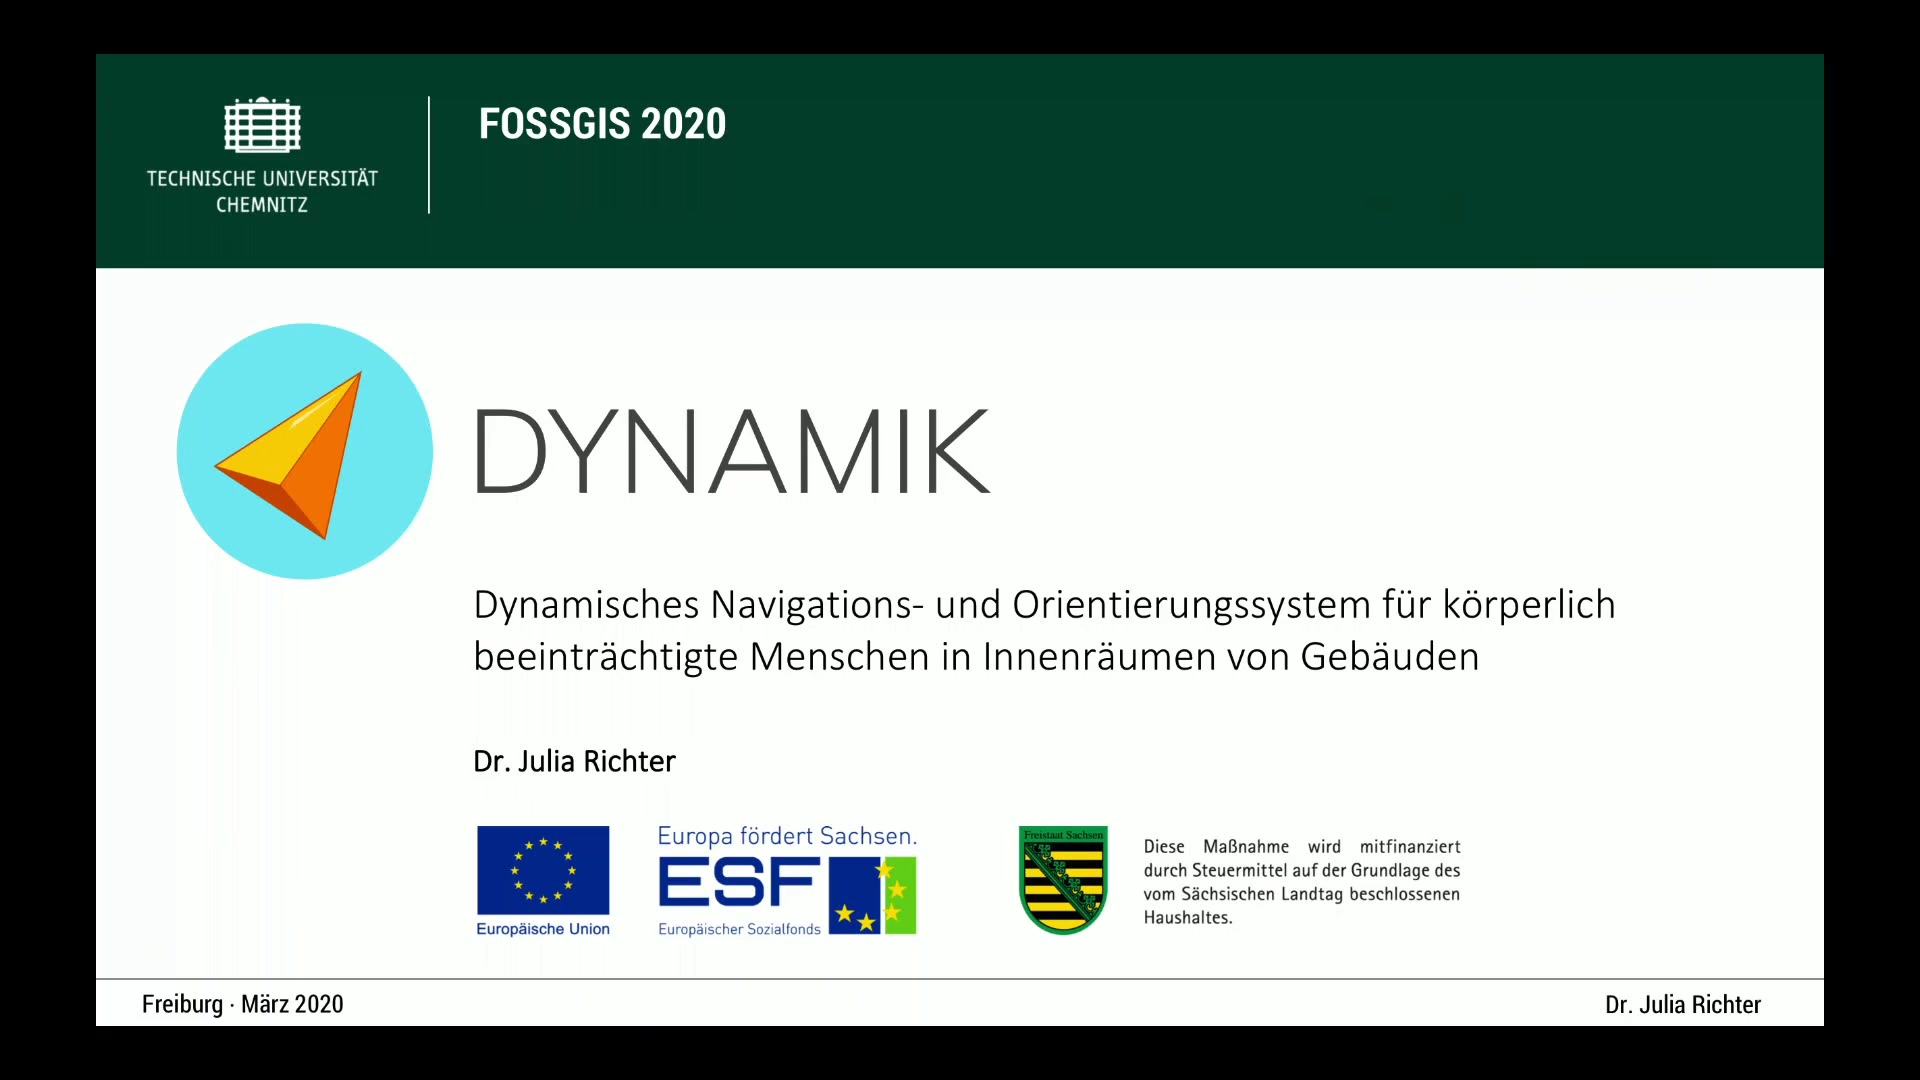 TECHNISCHE UNIVERSITÄT
CHEMNITZ
FOSSGIS 2020
DYNAMIK
Dynamisches Navigations- und Orientierungssystem für körperlich
beeinträchtigte Menschen in Innenräumen von Gebäuden
Dr. Julia Richter
Europäische Union
Europa fördert Sachsen.
ESF
Europäischer Sozialfonds
Freistaat Sachsen
Diese Maßnahme wird mitfinanziert
durch Steuermittel auf der Grundlage des
vom Sächsischen Landtag beschlossenen
Haushaltes.
Freiburg · März 2020
Dr. Julia Richter